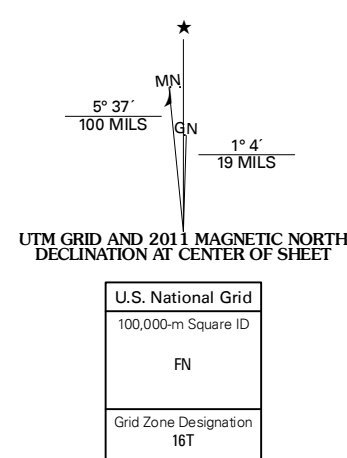 ★
MN
5° 37´
100 MILS
GN
1° 4´
19 MILS
UTM GRID AND 2011 MAGNETIC NORTH
DECLINATION AT CENTER OF SHEET
U.S. National Grid
100,000-m Square ID
FN
Grid Zone Designation
16T